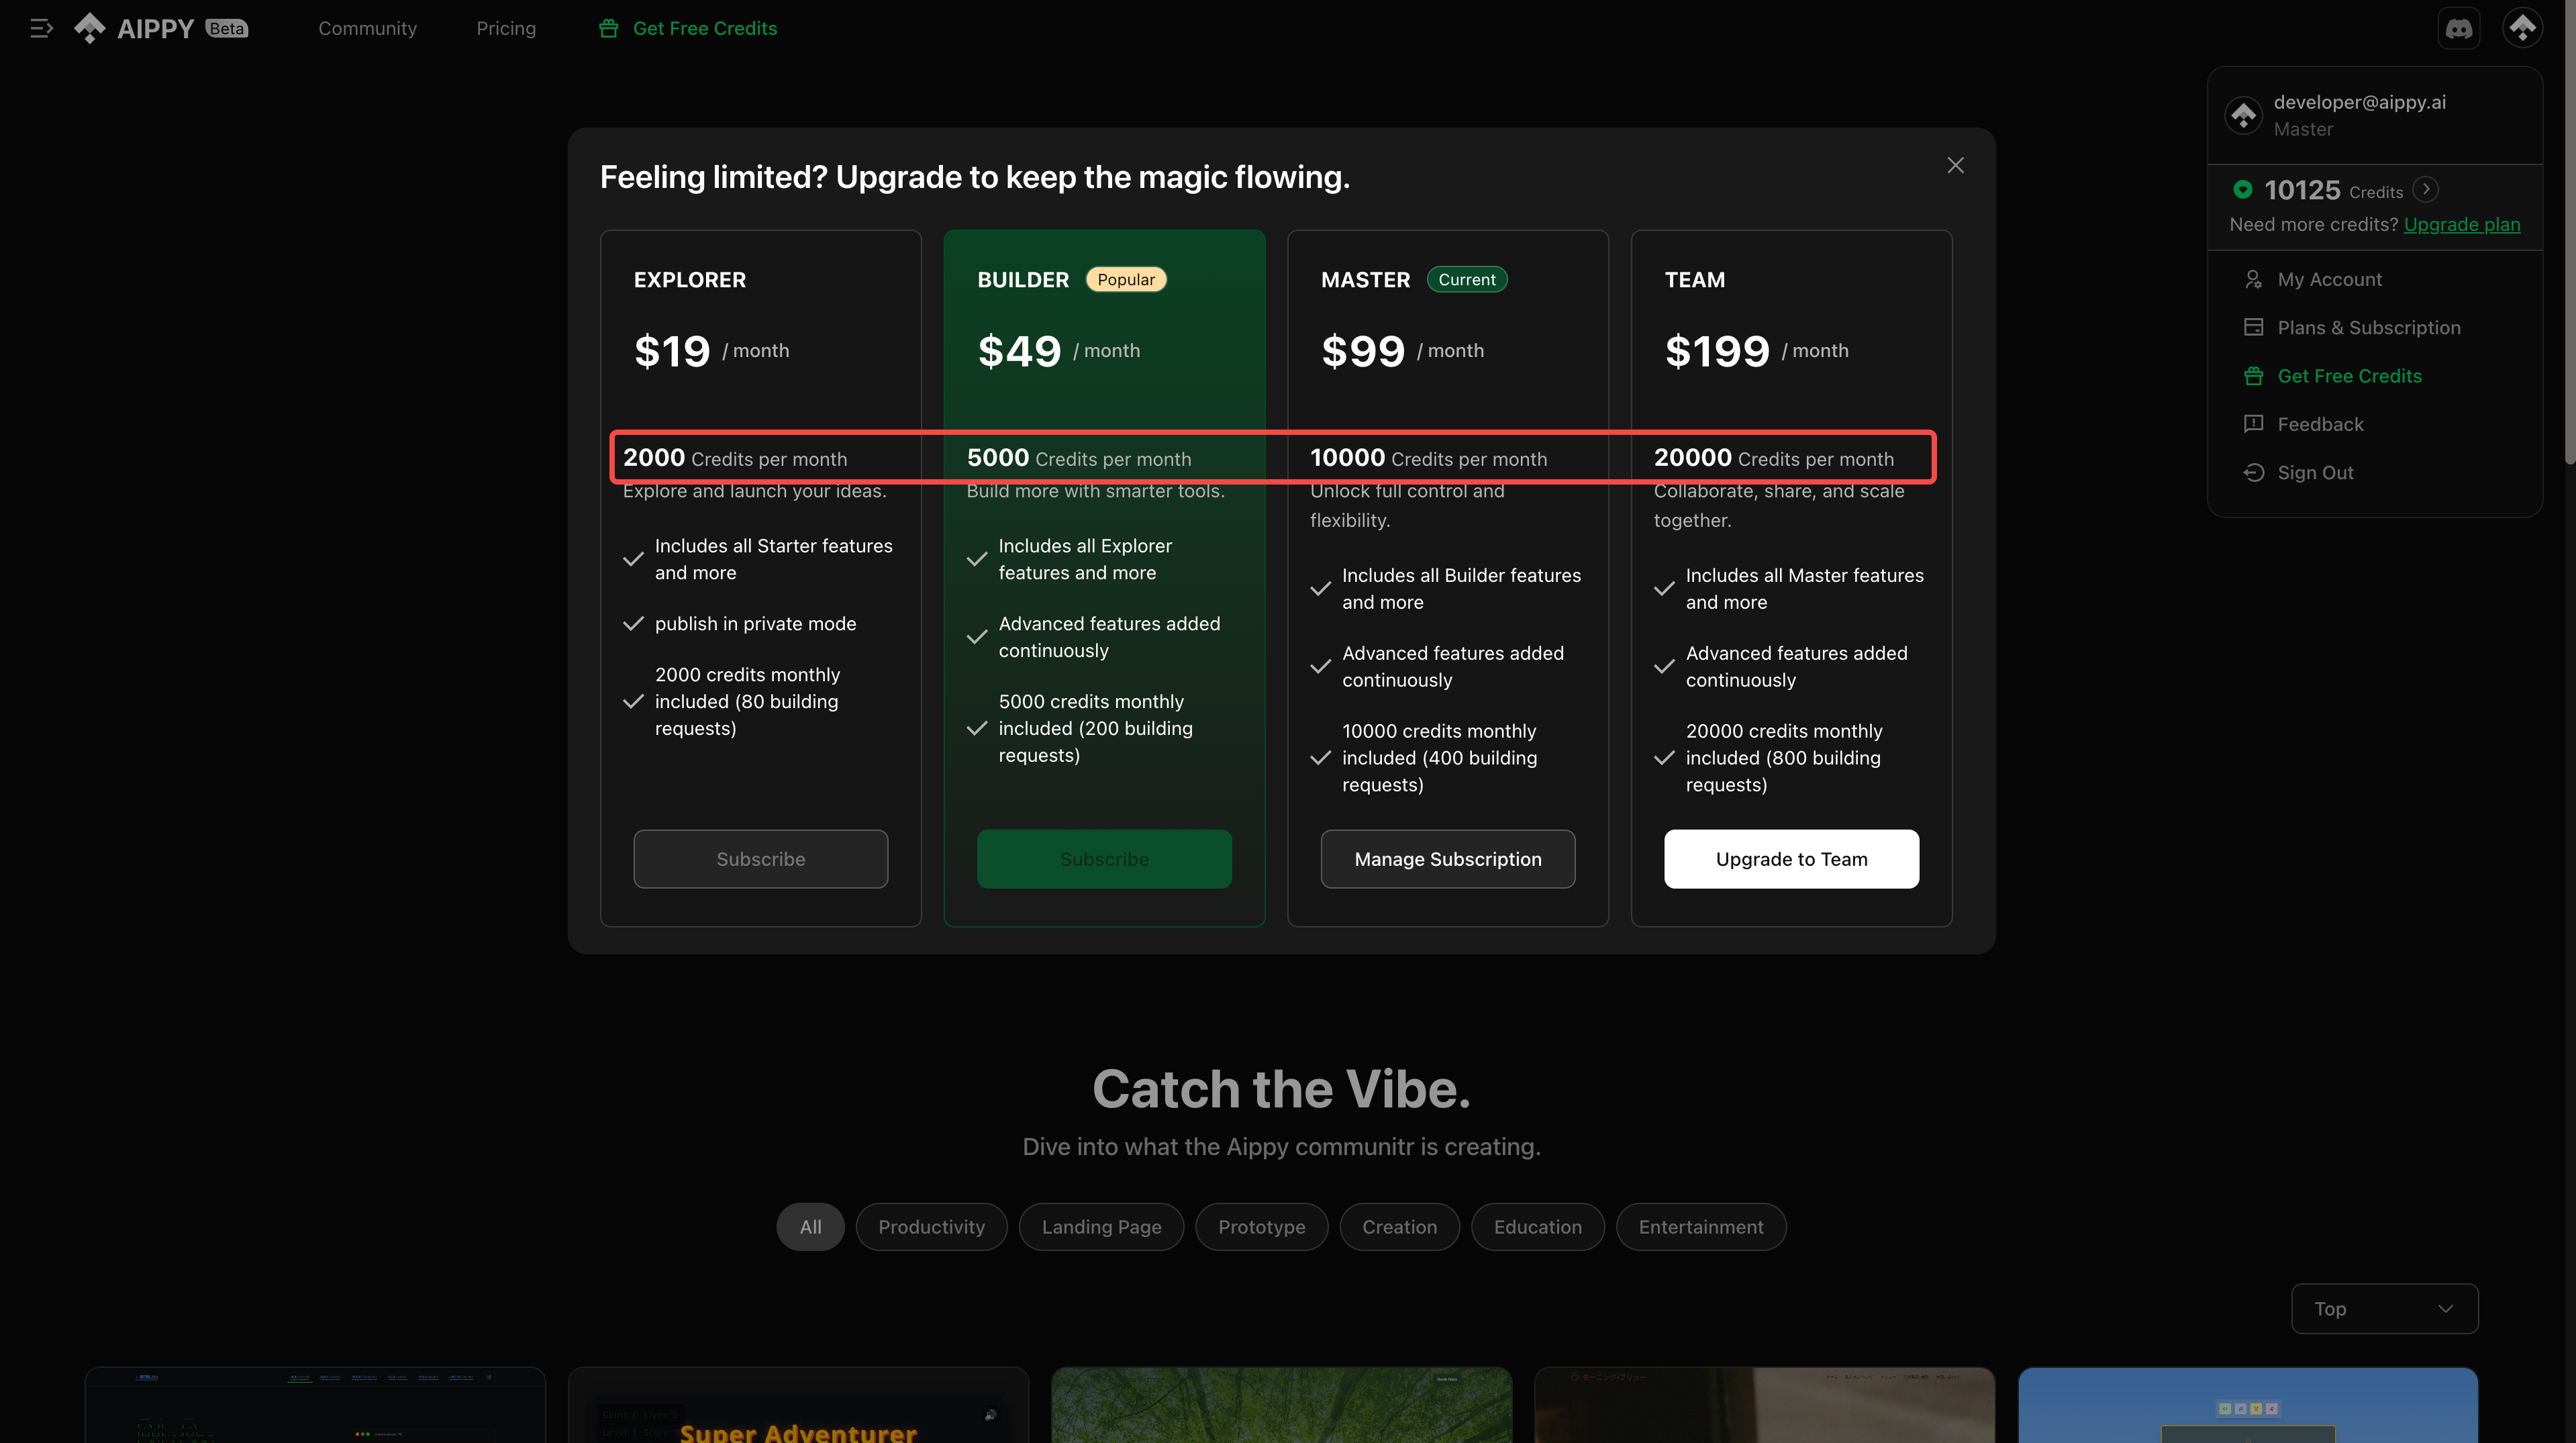 AIPPY Beta
Community
Pricing
Get Free Credits
developer@aippy.ai
Master
10125 Credits
Need more credits? Upgrade plan
My Account
Plans & Subscription
Get Free Credits
Feedback
Sign Out
Feeling limited? Upgrade to keep the magic flowing.
EXPLORER
$19 / month
2000 Credits per month
Explore and launch your ideas.
Includes all Starter features
and more
publish in private mode
2000 credits monthly
included (80 building
requests)
Subscribe
BUILDER Popular
$49 / month
5000 Credits per month
Build more with smarter tools.
Includes all Explorer
features and more
Advanced features added
continuously
5000 credits monthly
included (200 building
requests)
Subscribe
MASTER Current
$99 / month
10000 Credits per month
Unlock full control and
flexibility.
Includes all Builder features
and more
Advanced features added
continuously
10000 credits monthly
included (400 building
requests)
Manage Subscription
TEAM
$199 / month
20000 Credits per month
Collaborate, share, and scale
together.
Includes all Master features
and more
Advanced features added
continuously
20000 credits monthly
included (800 building
requests)
Upgrade to Team
Catch the Vibe.
Dive into what the Aippy communitr is creating.
All
Productivity
Landing Page
Prototype
Creation
Education
Entertainment
Top
Super Adventurer